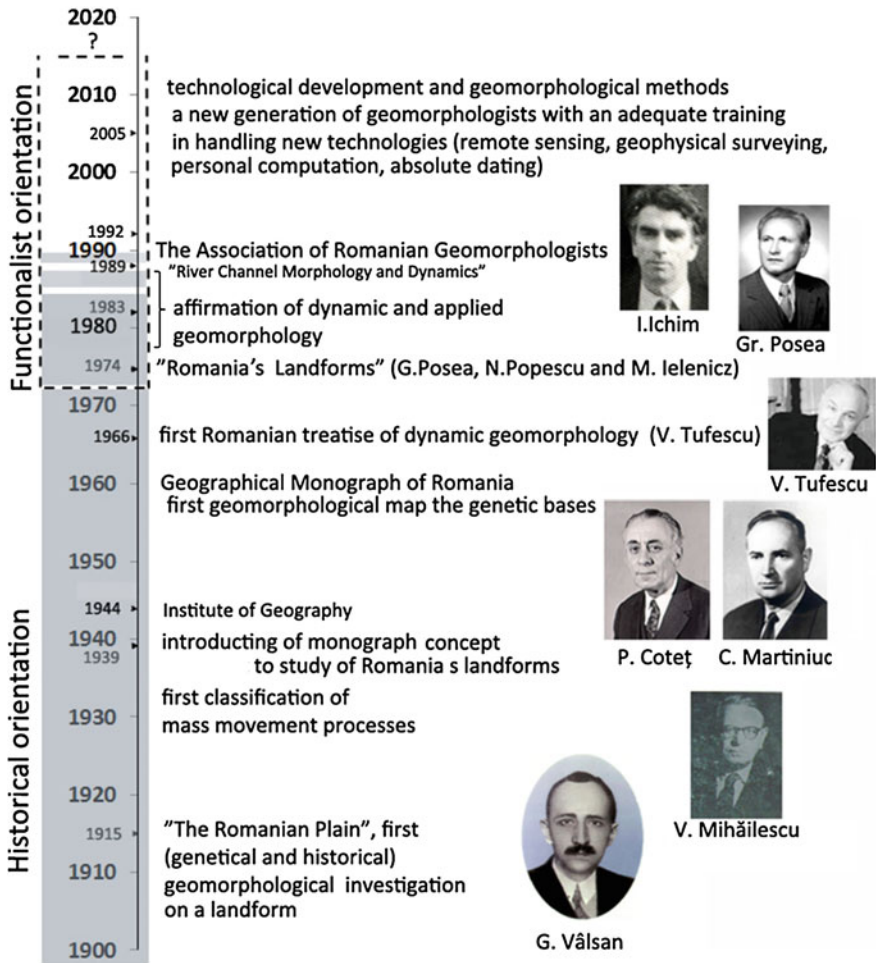 2020
?
2010
technological development and geomorphological methods
a new generation of geomorphologists with an adequate training
2005
in handling new technologies (remote sensing, geophysical surveying,
personal computation, absolute dating)
2000
Functionalist orientation
1992
1990
The Association of Romanian Geomorphologists
1989
"River Channel Morphology and Dynamics"
1983
affirmation of dynamic and applied
geomorphology
1980
I.Ichim
Gr. Posea
1974
"Romania's Landforms" (G.Posea, N.Popescu and M. Ielenicz)
1970
1966
first Romanian treatise of dynamic geomorphology (V. Tufescu)
V. Tufescu
1960
Geographical Monograph of Romania
first geomorphological map the genetic bases
1950
1944
Institute of Geography
1940
1939
introducting of monograph concept
to study of Romania s landforms
P. Coteț
C. Martiniuc
Historical orientation
1930
first classification of
mass movement processes
V. Mihăilescu
1920
1915
"The Romanian Plain", first
(genetical and historical)
1910
geomorphological investigation
on a landform
G. Vâlsan
1900